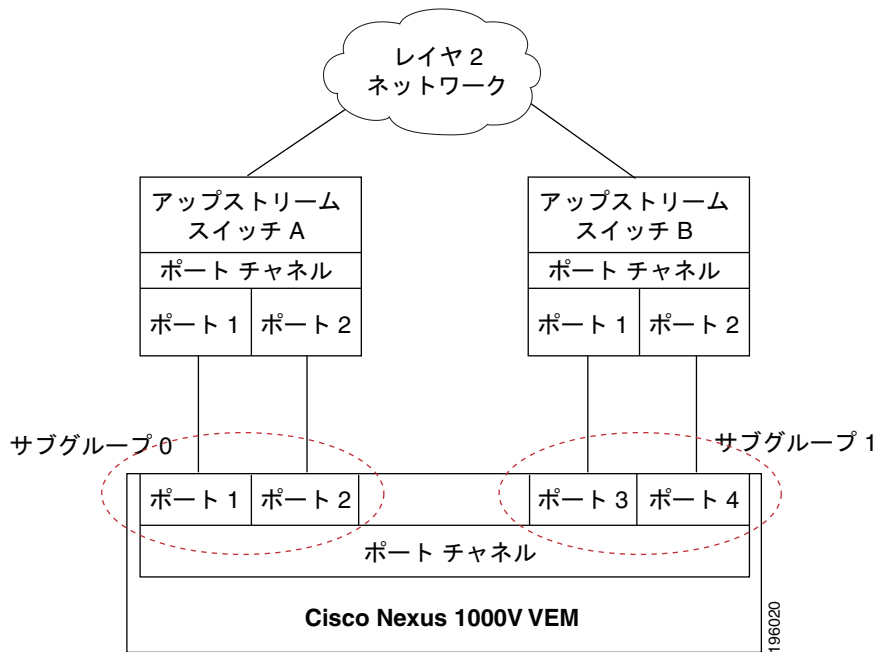 レイヤ 2
ネットワーク
アップストリーム
スイッチ A
アップストリーム
スイッチ B
ポート チャネル
ポート チャネル
ポート 1
ポート 2
ポート 1
ポート 2
サブグループ 0
サブグループ 1
ポート 1
ポート 2
ポート 3
ポート 4
ポート チャネル
Cisco Nexus 1000V VEM
196020